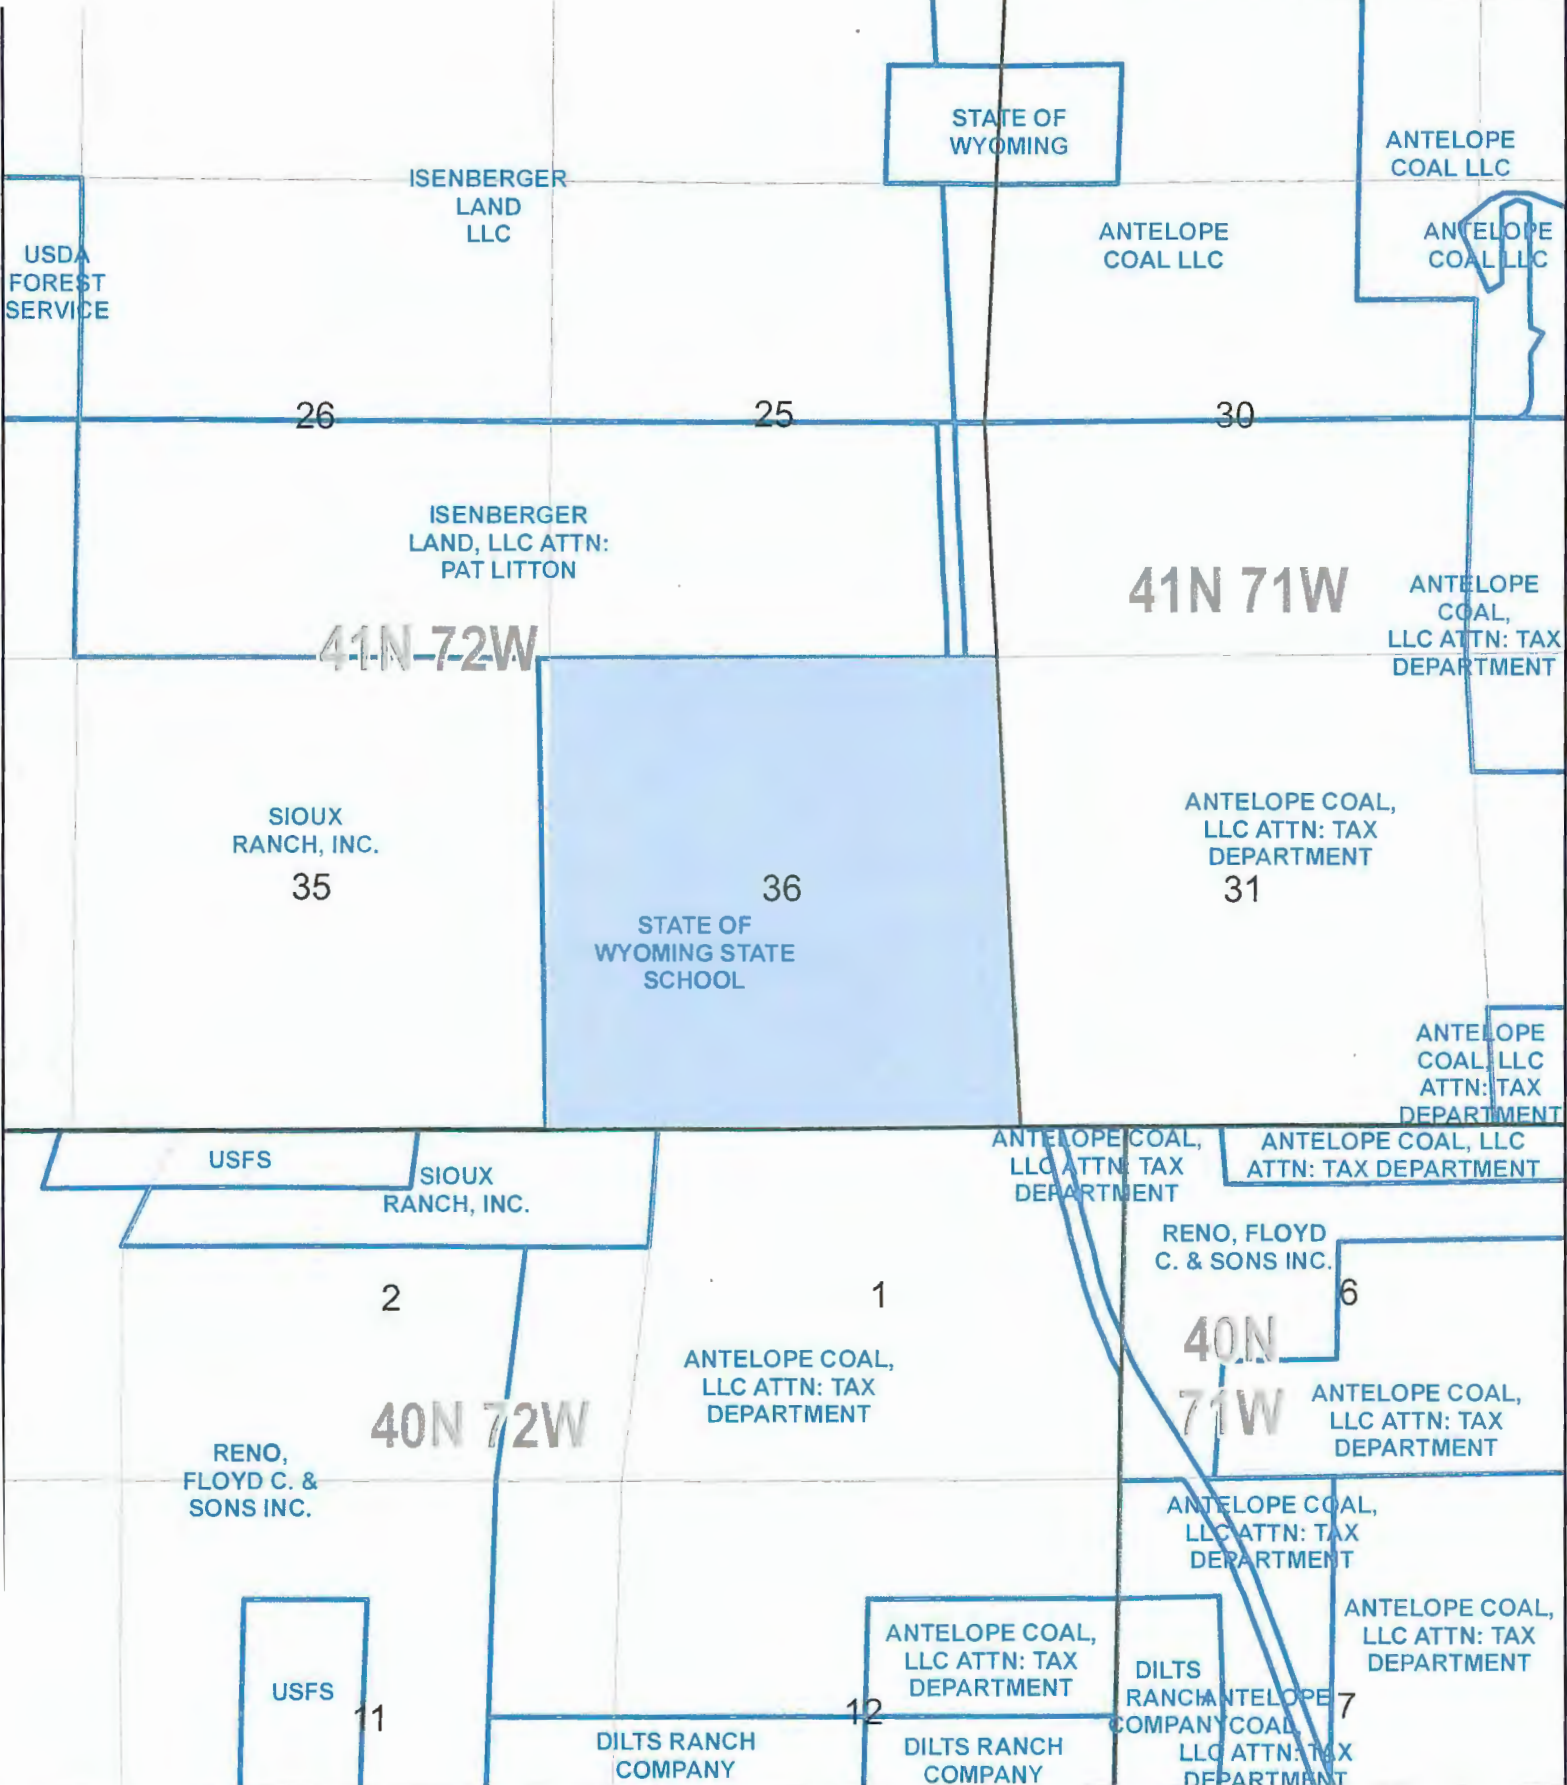 STATE OF
WYOMING
ANTELOPE
COAL LLC
ISENBERGER
LAND
LLC
USDA
FOREST
SERVICE
ANTELOPE
COAL LLC
ANTELOPE
COAL LLC
26
25
30
ISENBERGER
LAND, LLC ATTN:
PAT LITTON
41N 72W
41N 71W
ANTELOPE
COAL,
LLC ATTN: TAX
DEPARTMENT
SIOUX
RANCH, INC.
35
36
STATE OF
WYOMING STATE
SCHOOL
ANTELOPE COAL,
LLC ATTN: TAX
DEPARTMENT
31
ANTELOPE
COAL, LLC
ATTN: TAX
DEPARTMENT
USFS
SIOUX
RANCH, INC.
ANTELOPE COAL,
LLC ATTN: TAX
DEPARTMENT
ANTELOPE COAL, LLC
ATTN: TAX DEPARTMENT
RENO, FLOYD
C. & SONS INC.
2
1
6
40N
71W
ANTELOPE COAL,
LLC ATTN: TAX
DEPARTMENT
40N 72W
ANTELOPE COAL,
LLC ATTN: TAX
DEPARTMENT
RENO,
FLOYD C. &
SONS INC.
ANTELOPE COAL,
LLC ATTN: TAX
DEPARTMENT
ANTELOPE COAL,
LLC ATTN: TAX
DEPARTMENT
USFS
11
ANTELOPE COAL,
LLC ATTN: TAX
DEPARTMENT
12
DILTS RANCH
COMPANY
DILTS RANCH
COMPANY
DILTS
RANCH
COMPANY
ANTELOPE
COAL,
LLC ATTN: TAX
DEPARTMENT
7